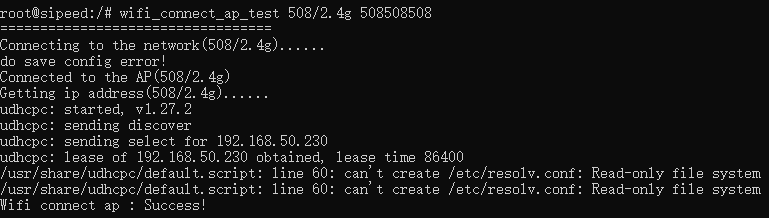 root@sipeed:/# wifi_connect_ap_test 508/2.4g 508508508
==================================
Connecting to the network(508/2.4g)......
do save config error!
Connected to the AP(508/2.4g)
Getting ip address(508/2.4g)......
udhcpc: started, v1.27.2
udhcpc: sending discover
udhcpc: sending select for 192.168.50.230
udhcpc: lease of 192.168.50.230 obtained, lease time 86400
/usr/share/udhcpc/default.script: line 60: can't create /etc/resolv.conf: Read-only file system
/usr/share/udhcpc/default.script: line 60: can't create /etc/resolv.conf: Read-only file system
Wifi connect ap : Success!